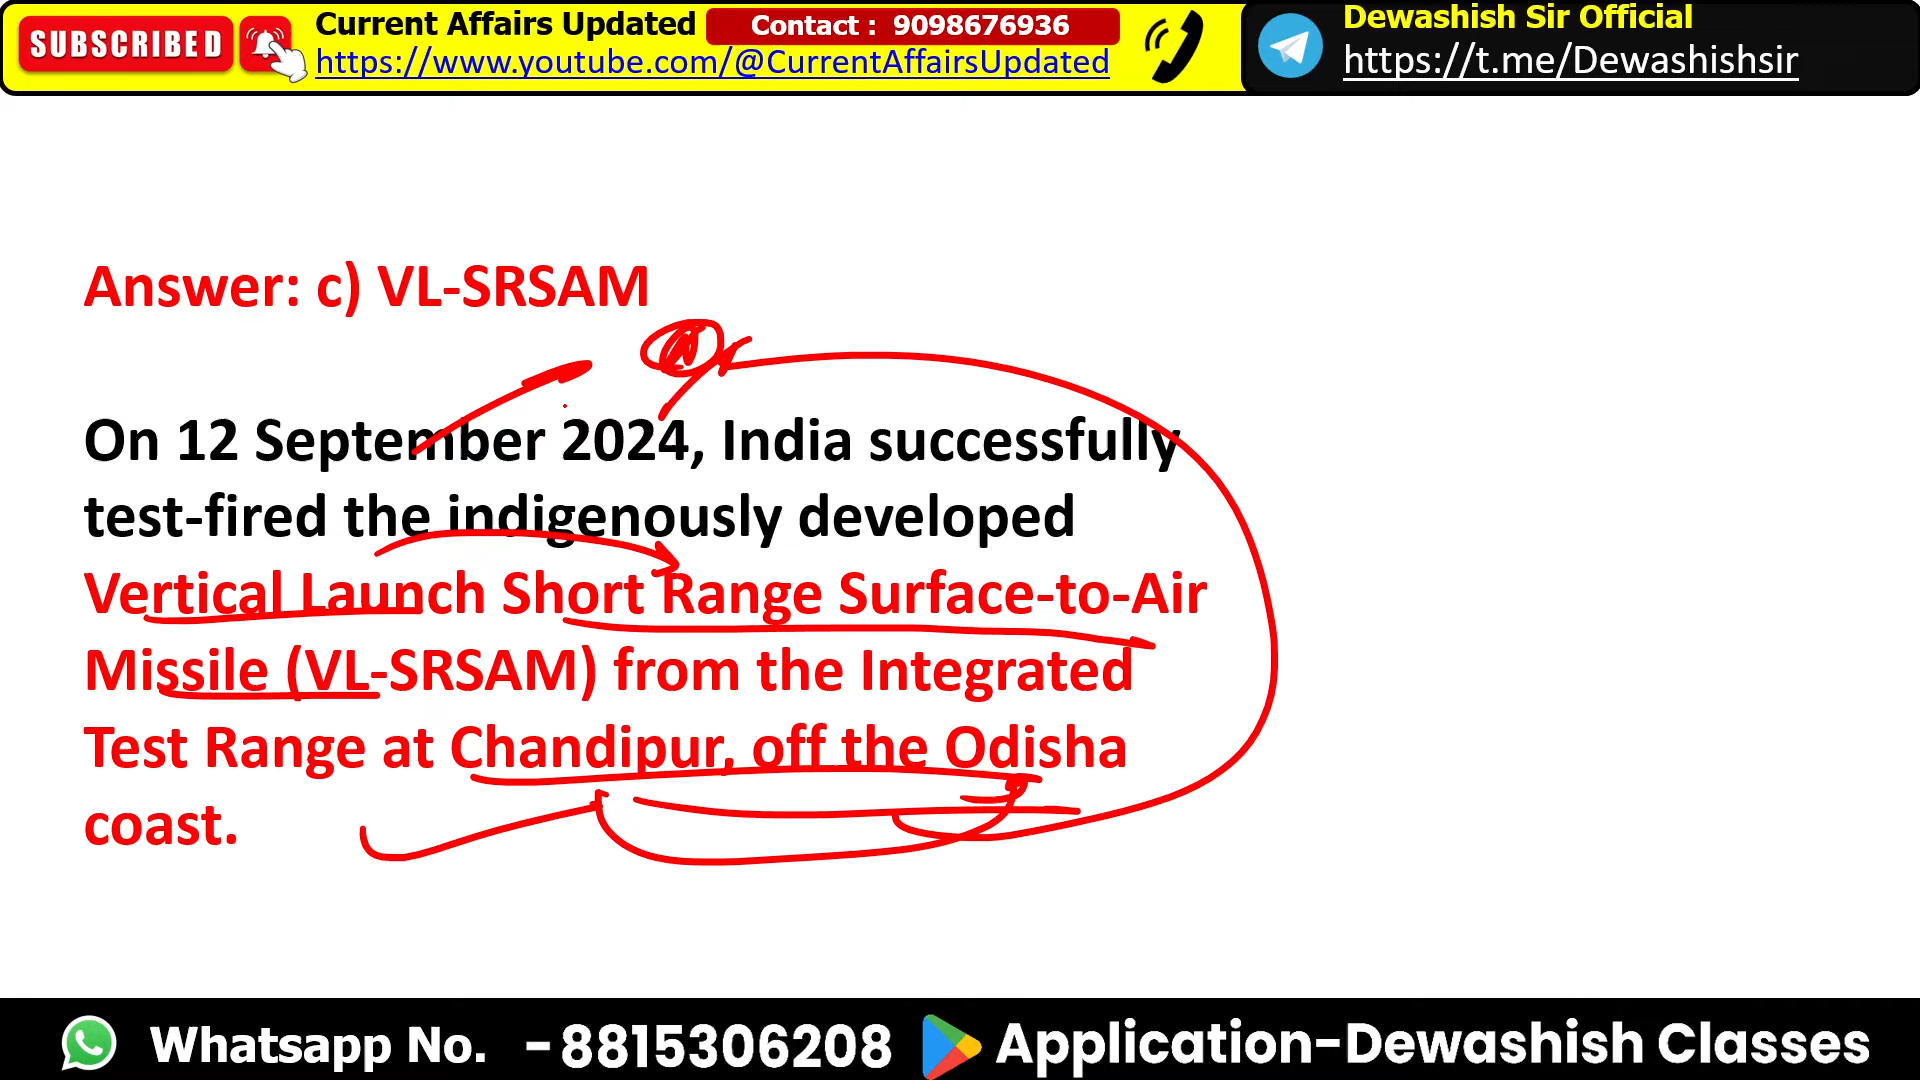 SUBSCRIBED
Current Affairs Updated
Contact : 9098676936
https://www.youtube.com/@CurrentAffairsUpdated
Dewashish Sir Official
https://t.me/Dewashishsir
Answer: c) VL-SRSAM
On 12 September 2024, India successfully
test-fired the indigenously developed
Vertical Launch Short Range Surface-to-Air
Missile (VL-SRSAM) from the Integrated
Test Range at Chandipur, off the Odisha
coast.
Whatsapp No. -8815306208
Application-Dewashish Classes